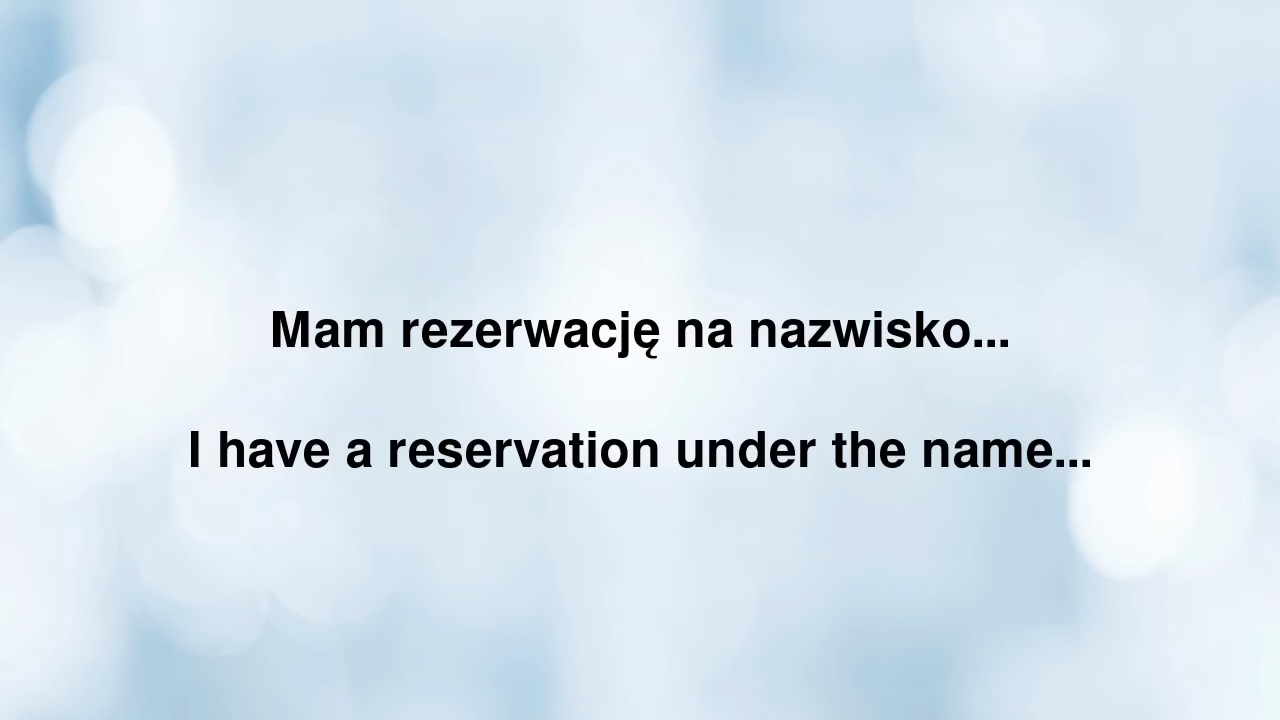 Mam rezerwację na nazwisko...
I have a reservation under the name...